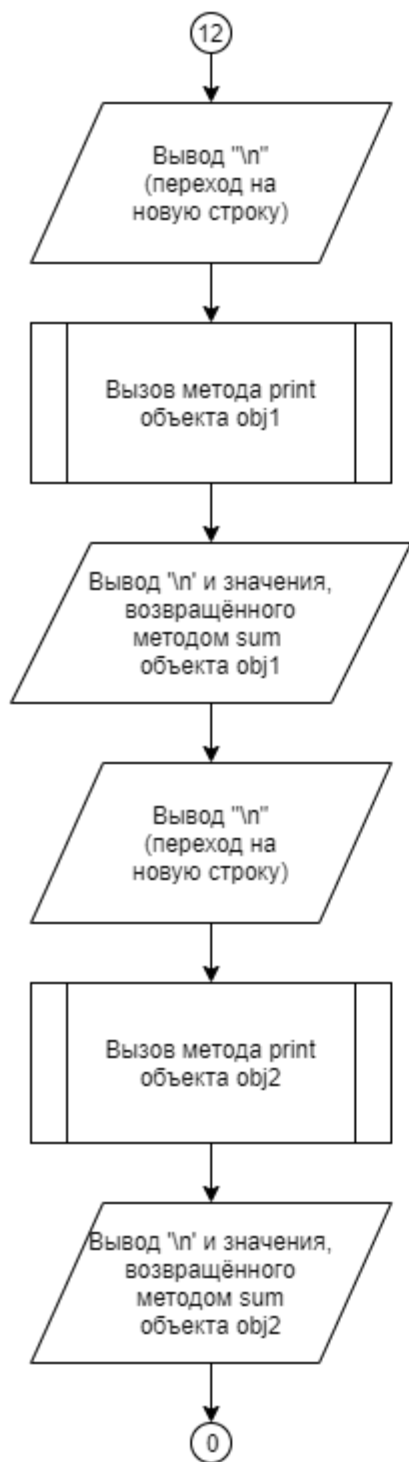 12
Вывод "\n"
(переход на
новую строку)
Вызов метода print
объекта obj1
Вывод '\n' и значения,
возвращённого
методом sum
объекта obj1
Вывод "\n"
(переход на
новую строку)
Вызов метода print
объекта obj2
Вывод '\n' и значения,
возвращённого
методом sum
объекта obj2
0